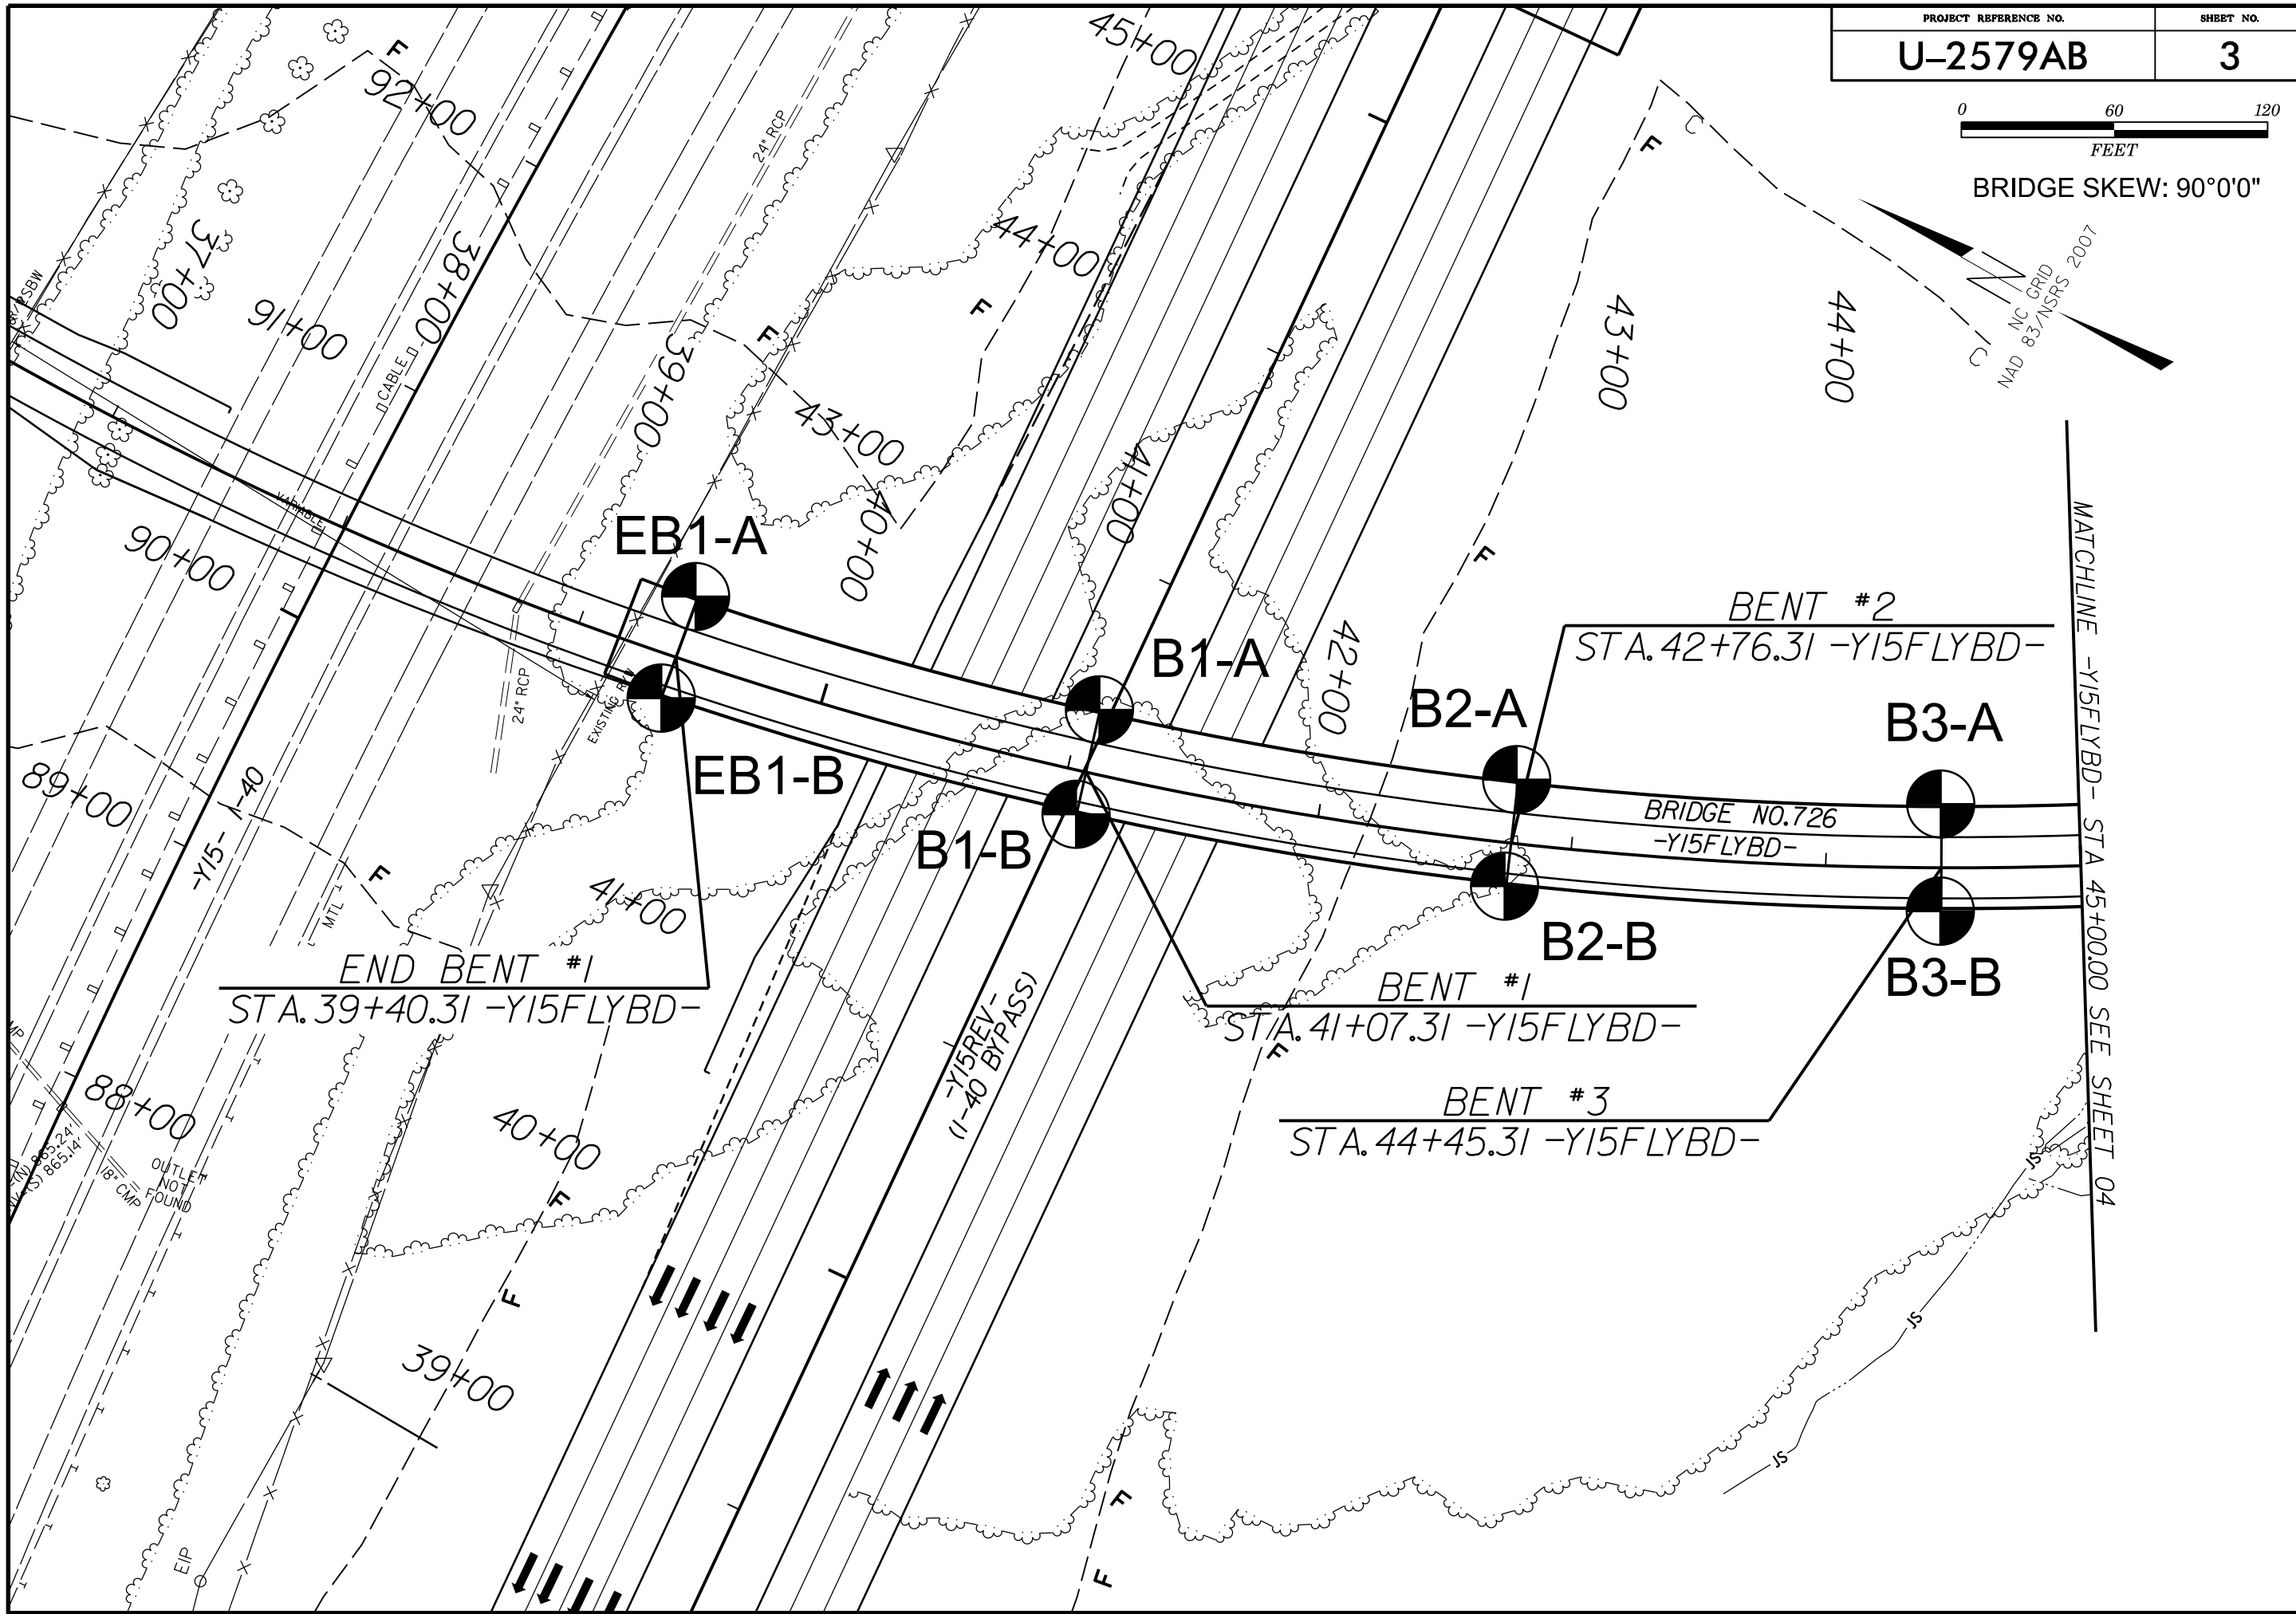 PROJECT REFERENCE NO.
SHEET NO.
U-2579AB
3
0 60 120
FEET
BRIDGE SKEW: 90°0'0"
NC GRID
NAD 83/NSRS 2007
45+00
F
92+00
24" RCP
F
C
44+00
37+00
38+00
91+00
F
F
43+00
44+00
C
CABLE
39+00
43+00
41+00
40+00
VARIABLE
EB1-A
90+00
F
BENT #2
STA. 42+76.31 -Y15FLYBD-
42+00
B1-A
B2-A
B3-A
24" RCP
EXISTING R/W
EB1-B
B1-B
BRIDGE NO. 726
-Y15FLYBD-
MATCHLINE -Y15FLYBD- STA 45+00.00 SEE SHEET 04
89+00
-Y15- I-40
F
41+00
MTL
B2-B
B3-B
END BENT #1
STA. 39+40.31 -Y15FLYBD-
BENT #1
STA. 41+07.31 -Y15FLYBD-
F
-Y15REV-
(I-40 BYPASS)
BENT #3
STA. 44+45.31 -Y15FLYBD-
88+00
40+00
18" CMP
OUTLET
NOT
FOUND
F
JS
F
JS
39+00
JS
F
EIP
F